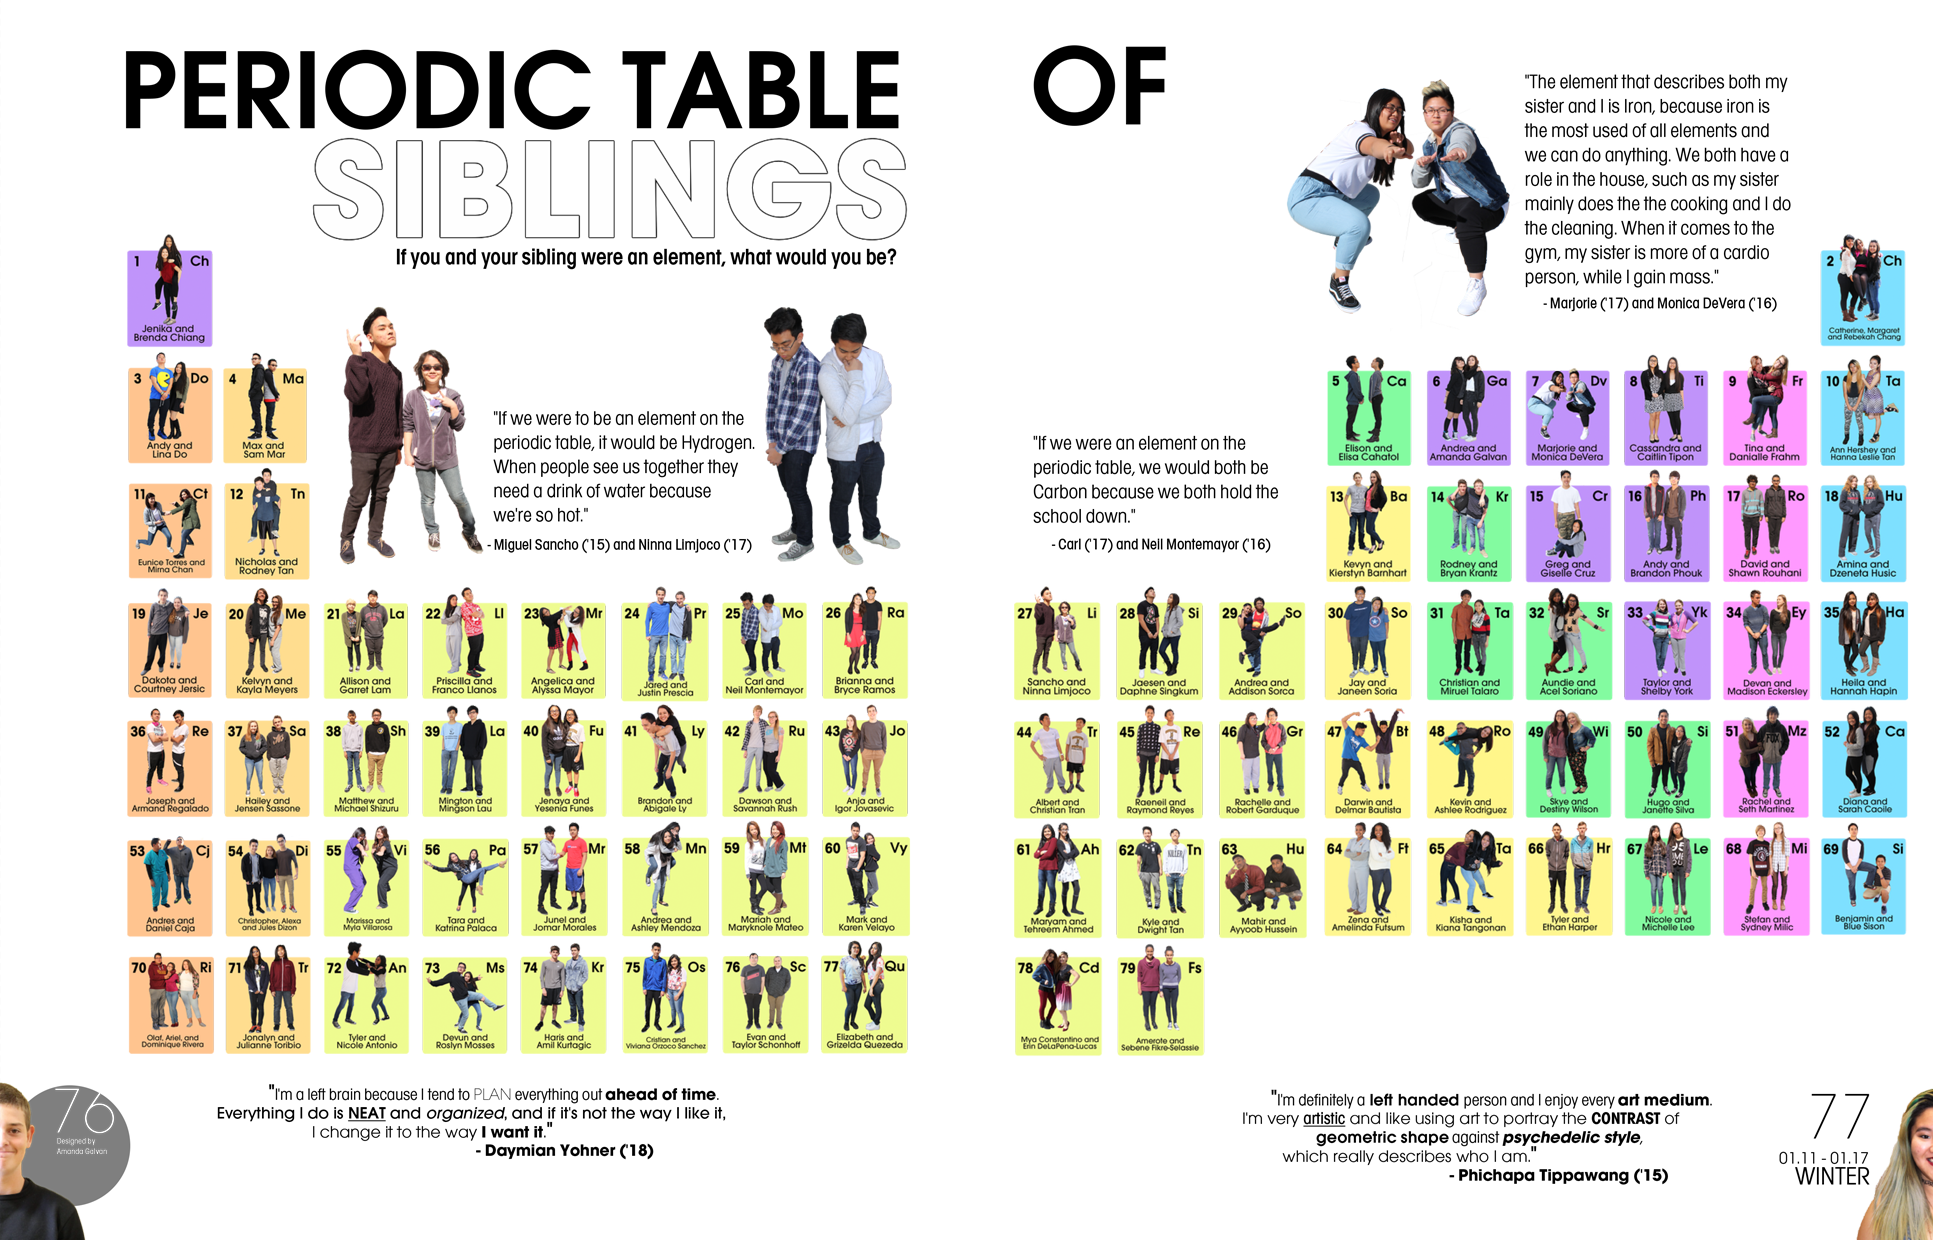 PERIODIC TABLE OF
SIBLINGS
If you and your sibling were an element, what would you be?
"The element that describes both my
sister and I is Iron, because iron is
the most used of all elements and
we can do anything. We both have a
role in the house, such as my sister
mainly does the the cooking and I do
the cleaning. When it comes to the
gym, my sister is more of a cardio
person, while I gain mass."
- Marjorie ('17) and Monica DeVera ('16)
"If we were to be an element on the
periodic table, it would be Hydrogen.
When people see us together they
need a drink of water because
we're so hot."
- Miguel Sancho ('15) and Ninna Limjoco ('17)
"If we were an element on the
periodic table, we would both be
Carbon because we both hold the
school down."
- Carl ('17) and Neil Montemayor ('16)
1 Ch
Jenika and
Brenda Chiang
2 Ch
Catherine, Margaret
and Rebekah Chang
3 Do
Andy and
Lina Do
4 Ma
Max and
Sam Mar
5 Ca
Elison and
Elisa Cahatol
6 Ga
Andrea and
Amanda Galvan
7 Dv
Marjorie and
Monica DeVera
8 Ti
Cassandra and
Caitlin Tipon
9 Fr
Tina and
Danialle Frahm
10 Ta
Ann Hershey and
Hanna Leslie Tan
11 Ct
Eunice Torres and
Mirna Chan
12 Tn
Nicholas and
Rodney Tan
13 Ba
Kevyn and
Kierstyn Barnhart
14 Kr
Rodney and
Bryan Krantz
15 Cr
Greg and
Giselle Cruz
16 Ph
Andy and
Brandon Phouk
17 Ro
David and
Shawn Rouhani
18 Hu
Amina and
Dzeneta Husic
19 Je
Dakota and
Courtney Jersic
20 Me
Kelvyn and
Kayla Meyers
21 La
Allison and
Garret Lam
22 Ll
Priscilla and
Franco Llanos
23 Mr
Angelica and
Alyssa Mayor
24 Pr
Jared and
Justin Prescia
25 Mo
Carl and
Neil Montemayor
26 Ra
Brianna and
Bryce Ramos
27 Li
Sancho and
Ninna Limjoco
28 Si
Jaesen and
Daphne Singkum
29 So
Andrea and
Addison Sorca
30 So
Jay and
Janeen Soria
31 Ta
Christian and
Miruel Talaro
32 Sr
Aundie and
Acel Soriano
33 Yk
Taylor and
Shelby York
34 Ey
Devan and
Madison Eckersley
35 Ha
Heila and
Hannah Hapin
36 Re
Joseph and
Armand Regalado
37 Sa
Hailey and
Jensen Sassone
38 Sh
Matthew and
Michael Shizuru
39 La
Mington and
Mingson Lau
40 Fu
Jenaya and
Yesenia Funes
41 Ly
Brandon and
Abigale Ly
42 Ru
Dawson and
Savannah Rush
43 Jo
Anja and
Igor Jovasevic
44 Tr
Albert and
Christian Tran
45 Re
Raeneil and
Raymond Reyes
46 Gr
Rachelle and
Robert Garduque
47 Bt
Darwin and
Delmar Bautista
48 Ro
Kevin and
Ashlee Rodriguez
49 Wi
Skye and
Destiny Wilson
50 Si
Hugo and
Janette Silva
51 Mz
Rachel and
Seth Martinez
52 Ca
Diana and
Sarah Caoile
53 Cj
Andres and
Daniel Caja
54 Di
Christopher, Alexa
and Jules Dizon
55 Vi
Marissa and
Myla Villarosa
56 Pa
Tara and
Katrina Palaca
57 Mr
Junel and
Jomar Morales
58 Mn
Andrea and
Ashley Mendoza
59 Mt
Mariah and
Maryknole Mateo
60 Vy
Mark and
Karen Velayo
61 Ah
Maryam and
Tehreem Ahmed
62 Tn
Kyle and
Dwight Tan
63 Hu
Mahir and
Ayyoob Hussein
64 Ft
Zena and
Amelinda Futsum
65 Ta
Kisha and
Kiana Tangonan
66 Hr
Tyler and
Ethan Harper
67 Le
Nicole and
Michelle Lee
68 Mi
Stefan and
Sydney Milic
69 Si
Benjamin and
Blue Sison
70 Ri
Olaf, Ariel, and
Dominique Rivera
71 Tr
Jonalyn and
Julianne Toribio
72 An
Tyler and
Nicole Antonio
73 Ms
Devun and
Roslyn Mosses
74 Kr
Haris and
Amil Kurtagic
75 Os
Cristian and
Viviana Orzoco Sanchez
76 Sc
Evan and
Taylor Schonhoff
77 Qu
Elizabeth and
Grizelda Quezeda
78 Cd
Mya Constantino and
Erin DeLaPena-Lucas
79 Fs
Amerote and
Sebene Fikre-Selassie
"I'm a left brain because I tend to PLAN everything out ahead of time.
Everything I do is NEAT and organized, and if it's not the way I like it,
I change it to the way I want it."
- Daymian Yohner ('18)
76
Designed by
Amanda Galvan
"I'm definitely a left handed person and I enjoy every art medium.
I'm very artistic and like using art to portray the CONTRAST of
geometric shape against psychedelic style,
which really describes who I am."
- Phichapa Tippawang ('15)
77
01.11 - 01.17
WINTER